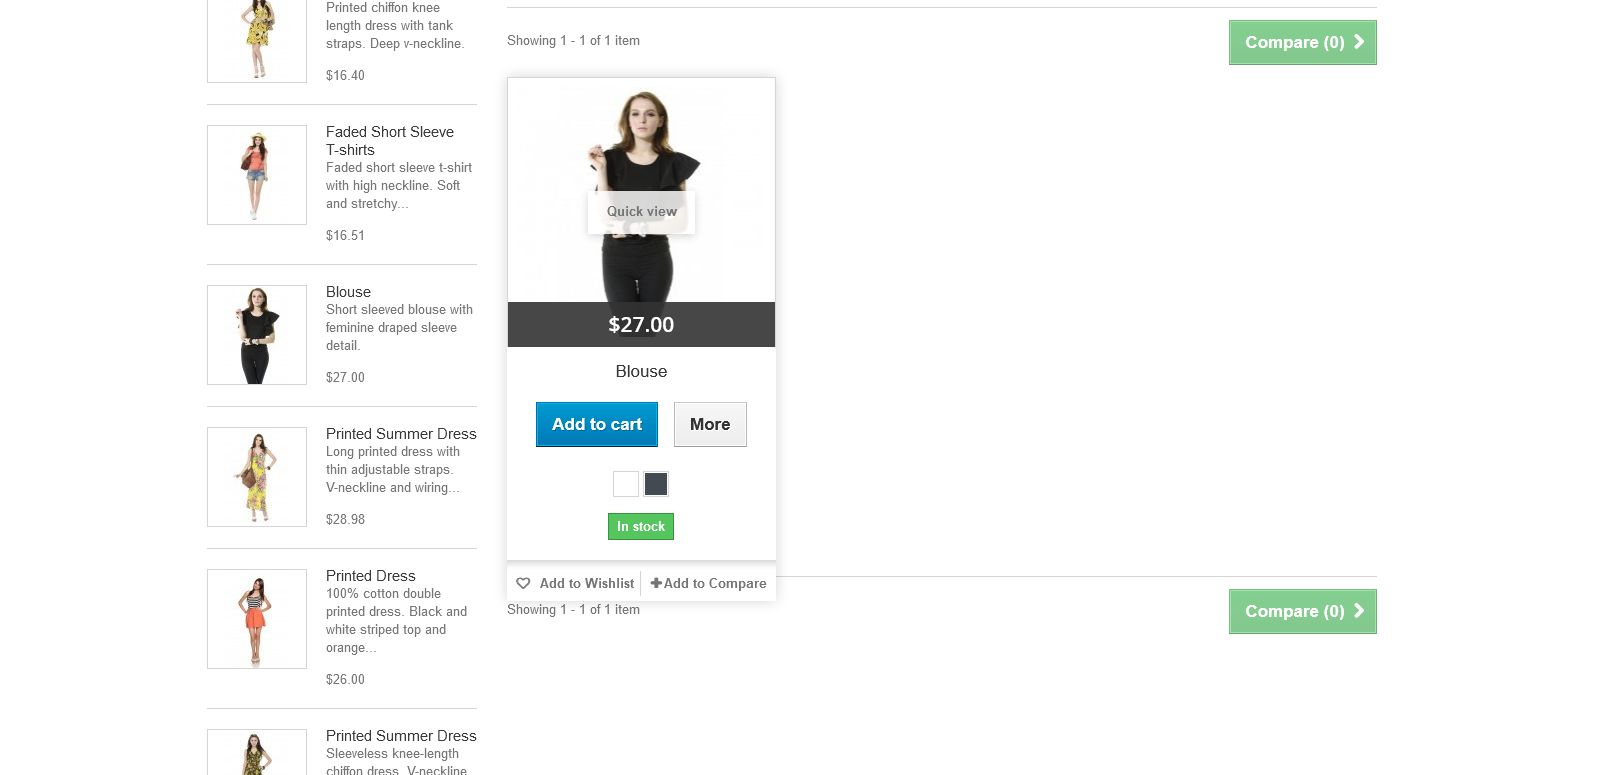 Printed chiffon knee
length dress with tank
straps. Deep v-neckline.
$16.40
Faded Short Sleeve
T-shirts
Faded short sleeve t-shirt
with high neckline. Soft
and stretchy...
$16.51
Blouse
Short sleeved blouse with
feminine draped sleeve
detail.
$27.00
Printed Summer Dress
Long printed dress with
thin adjustable straps.
V-neckline and wiring...
$28.98
Printed Dress
100% cotton double
printed dress. Black and
white striped top and
orange...
$26.00
Printed Summer Dress
Sleeveless knee-length
chiffon dress. V-neckline
Showing 1 - 1 of 1 item
Compare (0)
Quick view
$27.00
Blouse
Add to cart
More
In stock
Add to Wishlist
Add to Compare
Showing 1 - 1 of 1 item
Compare (0)